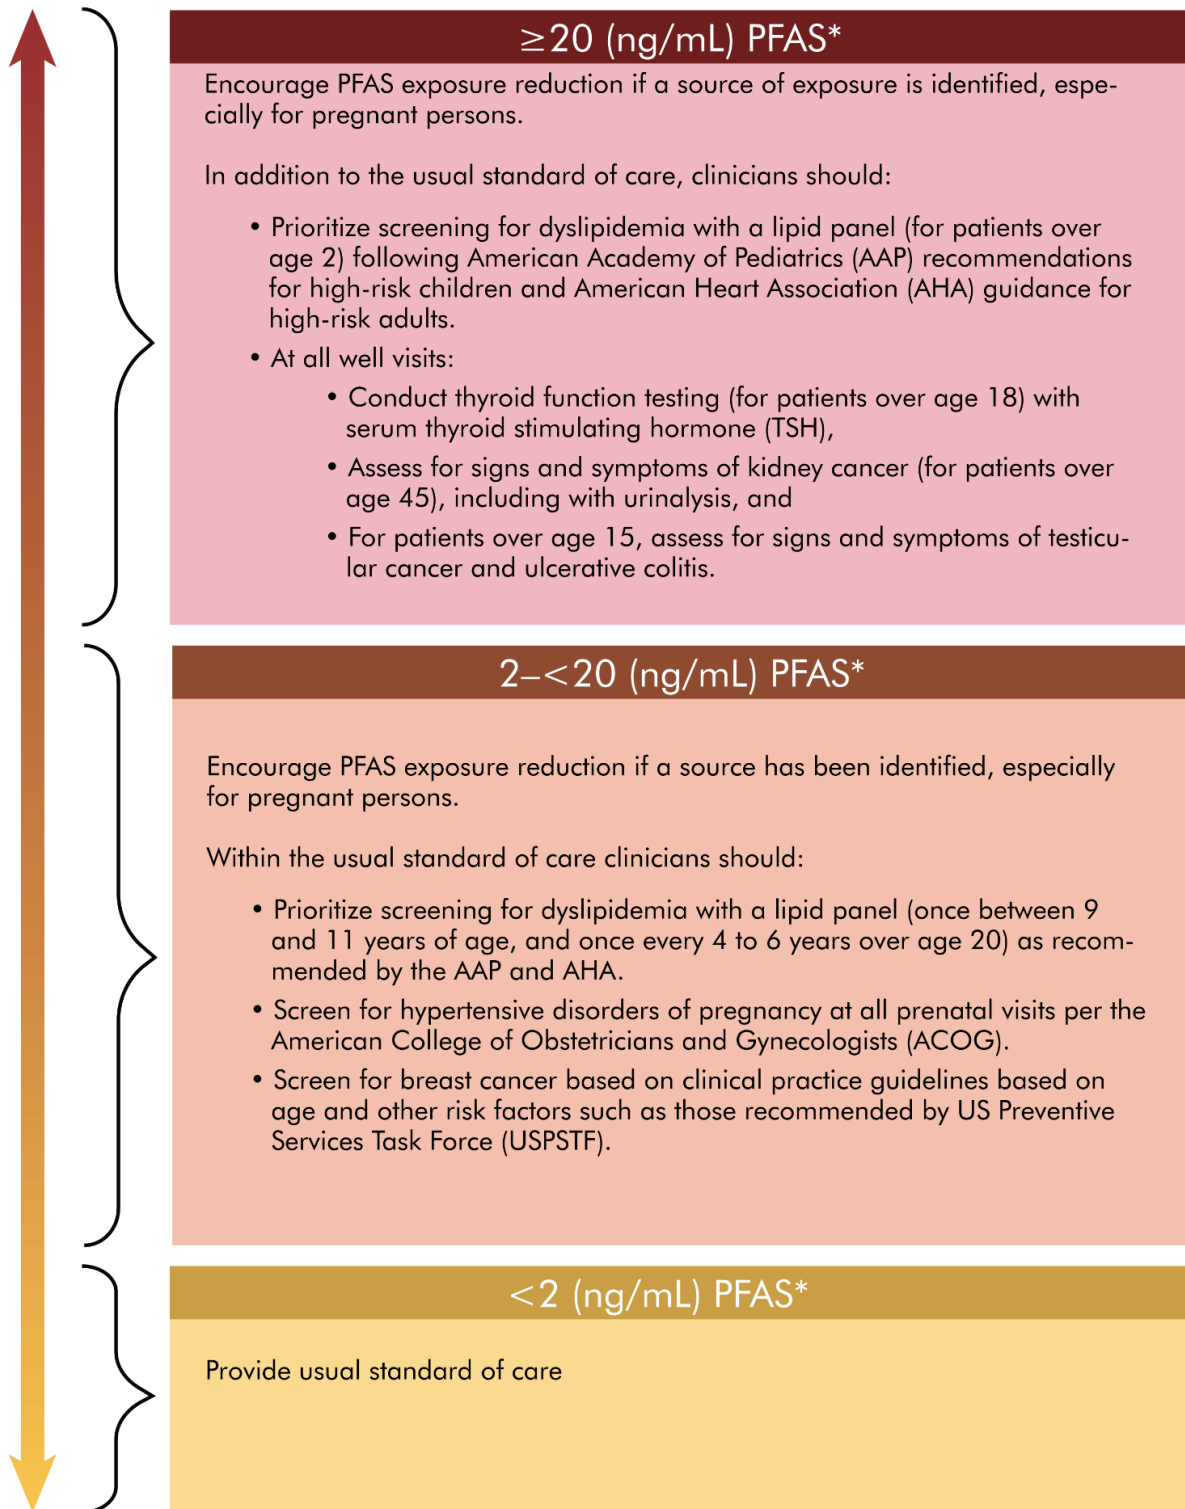 ≥20 (ng/mL) PFAS*
Encourage PFAS exposure reduction if a source of exposure is identified, espe-
cially for pregnant persons.
In addition to the usual standard of care, clinicians should:
• Prioritize screening for dyslipidemia with a lipid panel (for patients over
age 2) following American Academy of Pediatrics (AAP) recommendations
for high-risk children and American Heart Association (AHA) guidance for
high-risk adults.
• At all well visits:
• Conduct thyroid function testing (for patients over age 18) with
serum thyroid stimulating hormone (TSH),
• Assess for signs and symptoms of kidney cancer (for patients over
age 45), including with urinalysis, and
• For patients over age 15, assess for signs and symptoms of testicu-
lar cancer and ulcerative colitis.
2–<20 (ng/mL) PFAS*
Encourage PFAS exposure reduction if a source has been identified, especially
for pregnant persons.
Within the usual standard of care clinicians should:
• Prioritize screening for dyslipidemia with a lipid panel (once between 9
and 11 years of age, and once every 4 to 6 years over age 20) as recom-
mended by the AAP and AHA.
• Screen for hypertensive disorders of pregnancy at all prenatal visits per the
American College of Obstetricians and Gynecologists (ACOG).
• Screen for breast cancer based on clinical practice guidelines based on
age and other risk factors such as those recommended by US Preventive
Services Task Force (USPSTF).
<2 (ng/mL) PFAS*
Provide usual standard of care